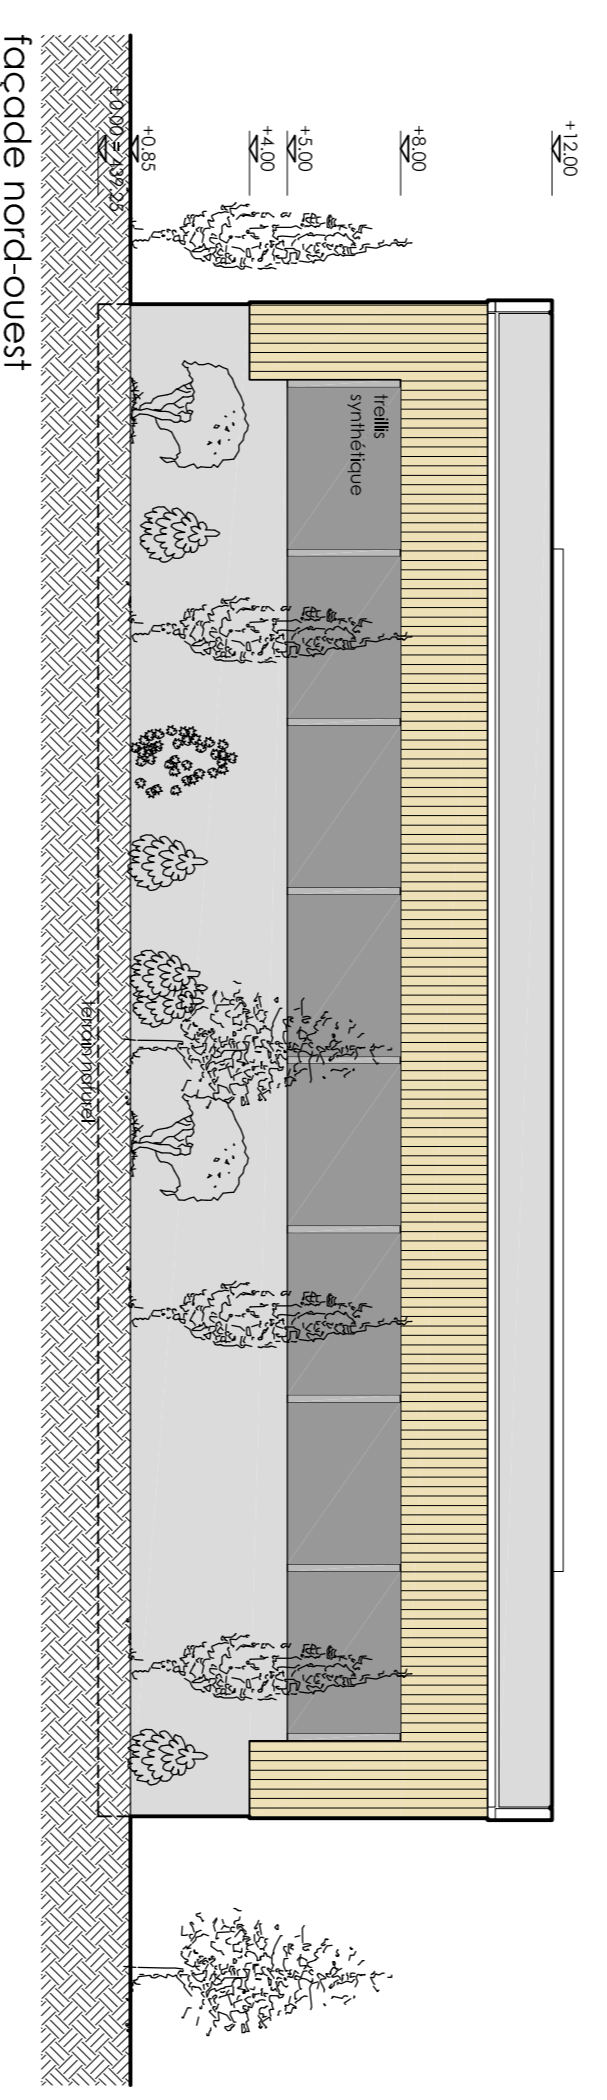 +12.00
+8.00
+5.00
+4.00
+0.85
+0.00 = 439.25
treillis
synthétique
terrain naturel
façade nord-ouest